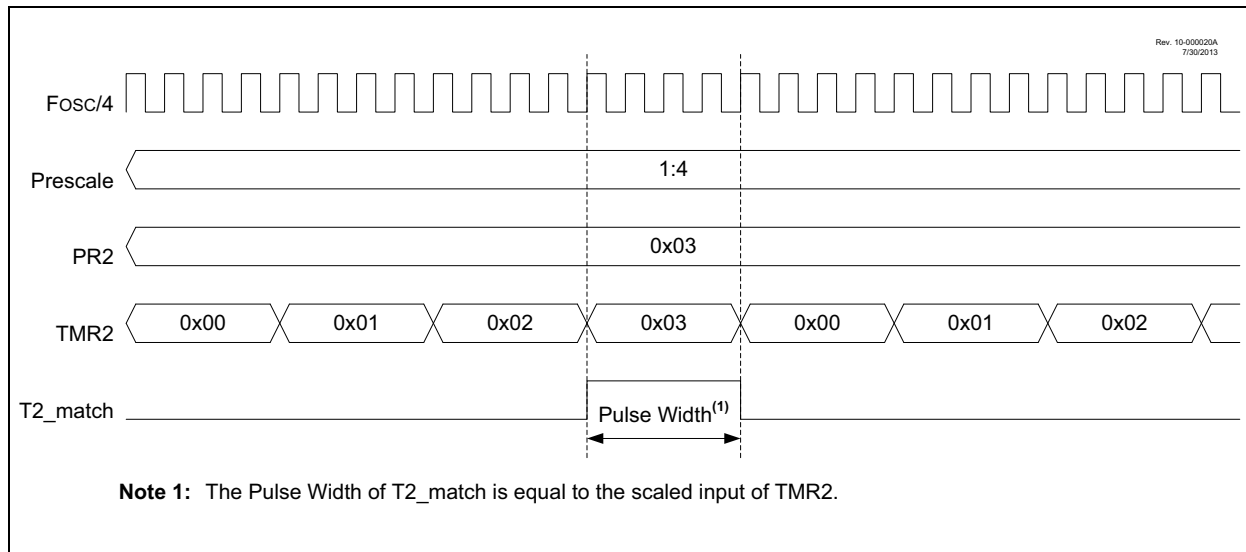 Rev. 10-000020A
7/30/2013
FOSC/4
Prescale
1:4
PR2
0x03
TMR2
0x00 0x01 0x02 0x03 0x00 0x01 0x02
T2_match
Pulse Width(1)
Note 1: The Pulse Width of T2_match is equal to the scaled input of TMR2.